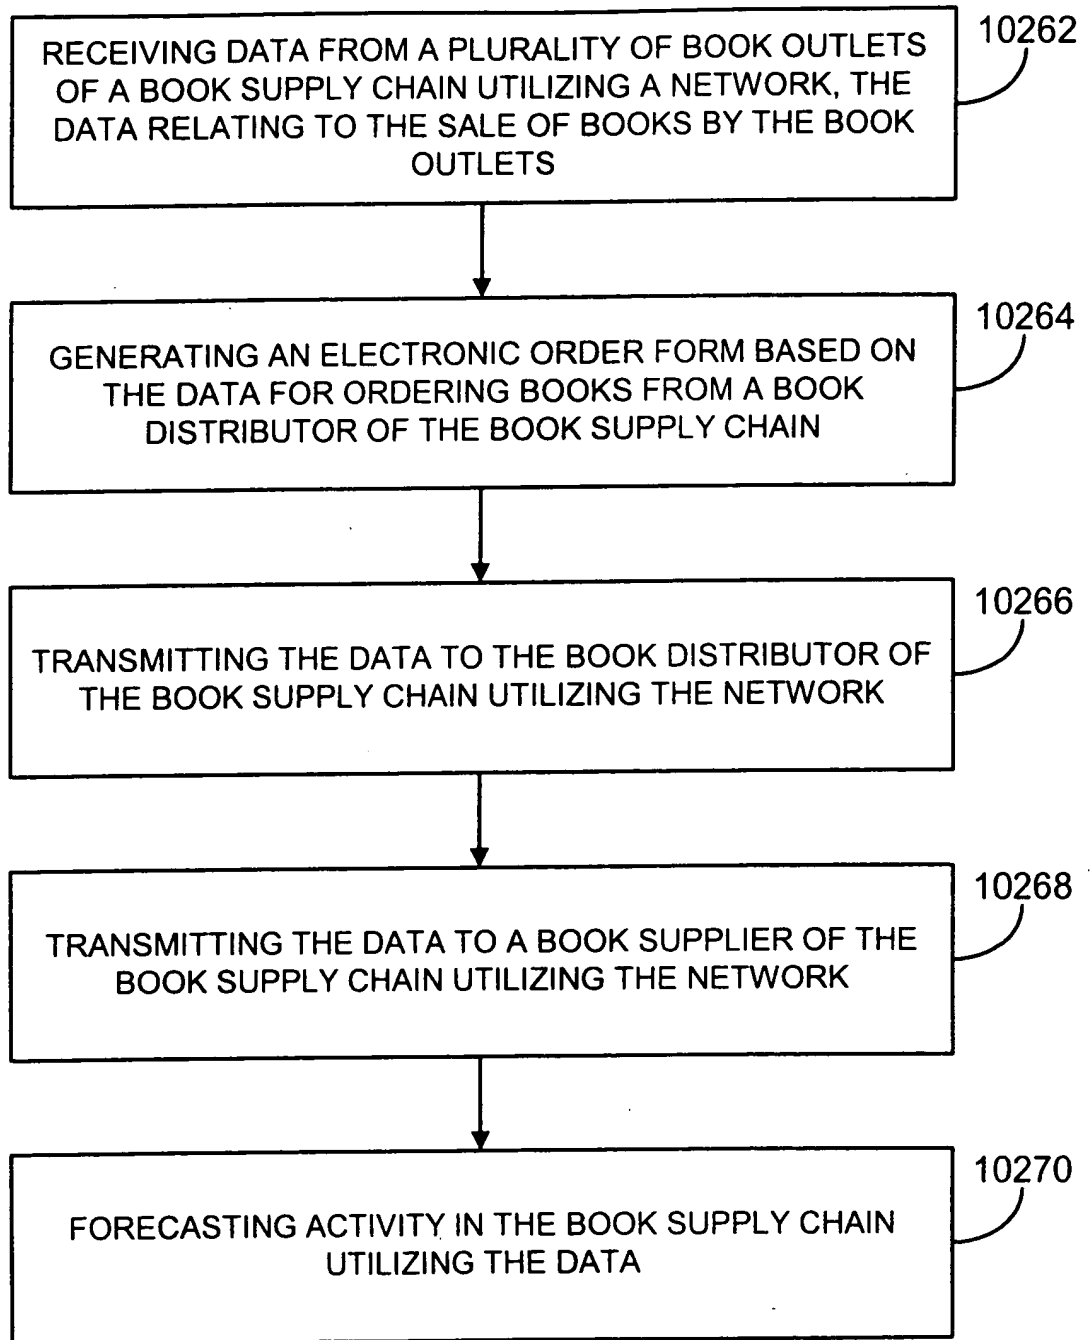 10262
RECEIVING DATA FROM A PLURALITY OF BOOK OUTLETS
OF A BOOK SUPPLY CHAIN UTILIZING A NETWORK, THE
DATA RELATING TO THE SALE OF BOOKS BY THE BOOK
OUTLETS
10264
GENERATING AN ELECTRONIC ORDER FORM BASED ON
THE DATA FOR ORDERING BOOKS FROM A BOOK
DISTRIBUTOR OF THE BOOK SUPPLY CHAIN
10266
TRANSMITTING THE DATA TO THE BOOK DISTRIBUTOR OF
THE BOOK SUPPLY CHAIN UTILIZING THE NETWORK
10268
TRANSMITTING THE DATA TO A BOOK SUPPLIER OF THE
BOOK SUPPLY CHAIN UTILIZING THE NETWORK
10270
FORECASTING ACTIVITY IN THE BOOK SUPPLY CHAIN
UTILIZING THE DATA